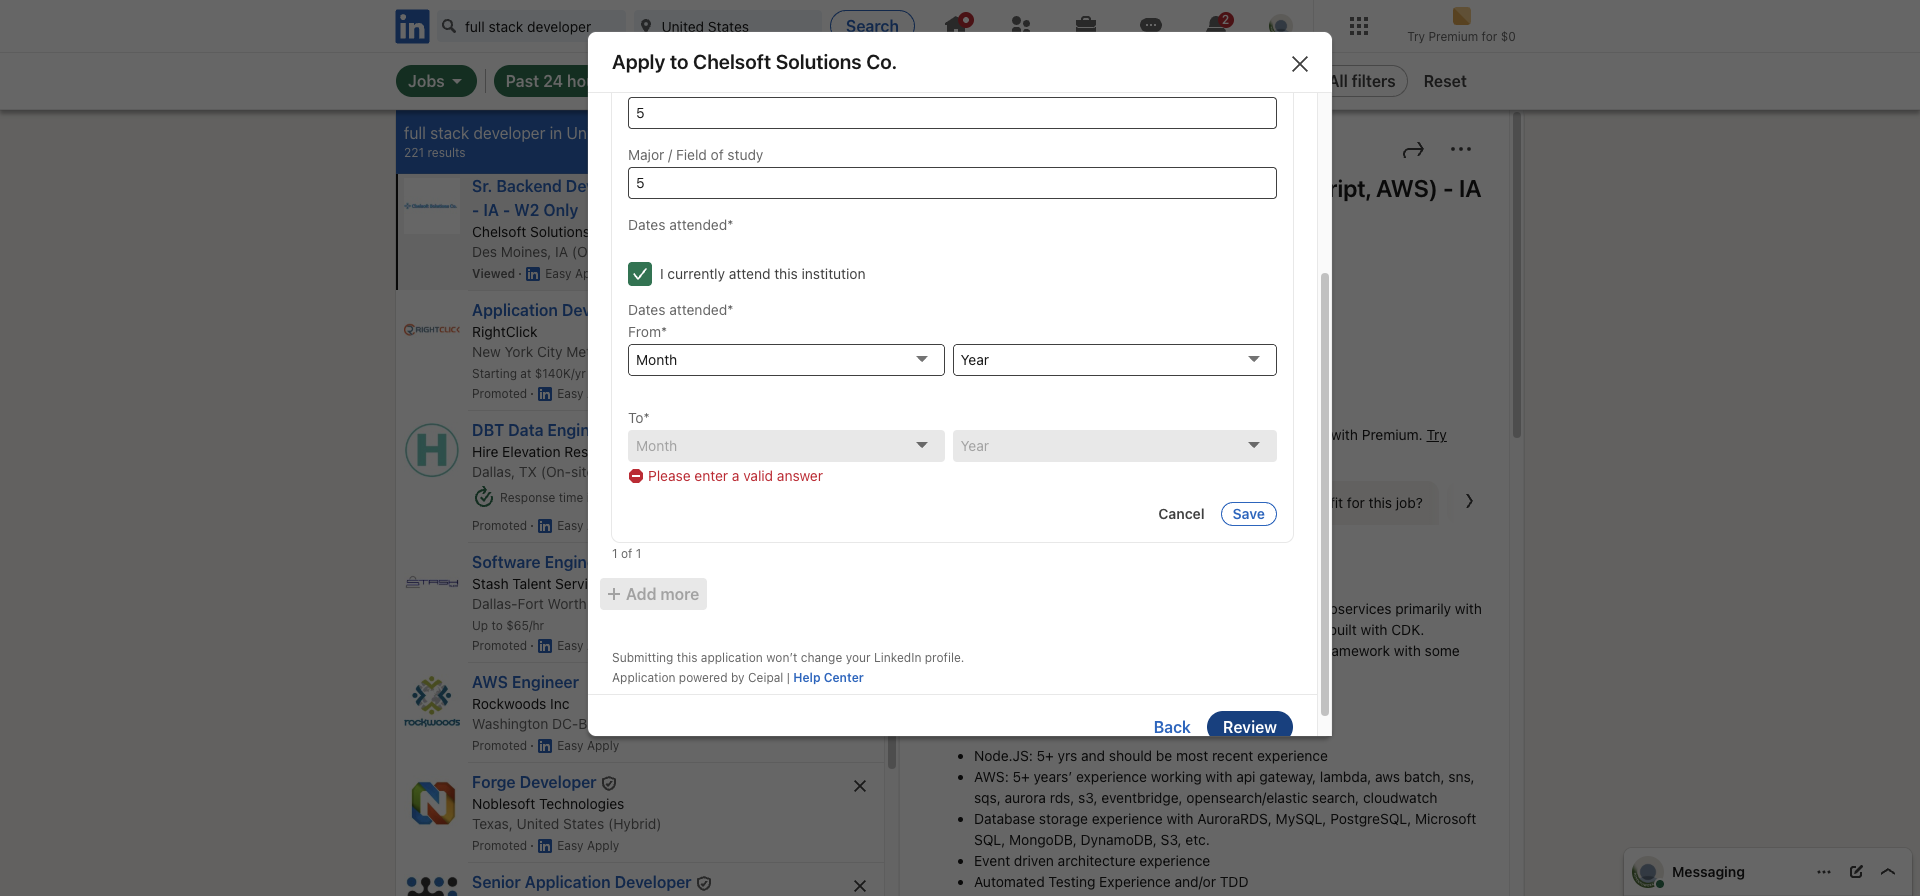 full stack developer
United States
Search
2
Try Premium for $0
Jobs
Past 24 ho
All filters
Reset
Apply to Chelsoft Solutions Co.
5
Major / Field of study
5
Dates attended*
I currently attend this institution
Dates attended*
From*
Month
Year
To*
Month
Year
Please enter a valid answer
Cancel
Save
1 of 1
+ Add more
Submitting this application won't change your LinkedIn profile.
Application powered by Ceipal | Help Center
Back
Review
full stack developer in Un
221 results
Sr. Backend De
- IA - W2 Only
Chelsoft Solutions
Des Moines, IA (O
Viewed · in Easy Ap
Application Dev
RightClick
New York City Me
Starting at $140K/yr
Promoted · in Easy
DBT Data Engin
Hire Elevation Res
Dallas, TX (On-sit
Response time
Promoted · in Easy
Software Engin
Stash Talent Servi
Dallas-Fort Worth
Up to $65/hr
Promoted · in Easy
AWS Engineer
Rockwoods Inc
Washington DC-B
Promoted · in Easy Apply
Forge Developer
Noblesoft Technologies
Texas, United States (Hybrid)
Promoted · in Easy Apply
Senior Application Developer
ript, AWS) - IA
with Premium. Try
fit for this job?
oservices primarily with
built with CDK.
amework with some
• Node.JS: 5+ yrs and should be most recent experience
• AWS: 5+ years' experience working with api gateway, lambda, aws batch, sns,
sqs, aurora rds, s3, eventbridge, opensearch/elastic search, cloudwatch
• Database storage experience with AuroraRDS, MySQL, PostgreSQL, Microsoft
SQL, MongoDB, DynamoDB, S3, etc.
• Event driven architecture experience
• Automated Testing Experience and/or TDD
Messaging